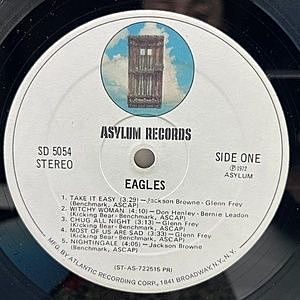 ASYLUM RECORDS
SD 5054
STEREO
SIDE ONE
℗ 1972
ASYLUM
EAGLES
1. TAKE IT EASY (3:29) —Jackson Browne - Glenn Frey
(Benchmark, ASCAP)
2. WITCHY WOMAN (4:10) — Don Henley - Bernie Leadon
(Kicking Bear - Benchmark, ASCAP)
3. CHUG ALL NIGHT (3:13) — Glenn Frey
(Kicking Bear - Benchmark, ASCAP)
4. MOST OF US ARE SAD (3:33) — Glenn Frey
(Kicking Bear - Benchmark, ASCAP)
5. NIGHTINGALE (4:05) — Jackson Browne
(Benchmark, ASCAP)
(ST-AS-722515 PR)
MFG BY ATLANTIC RECORDING CORP., 1841 BROADWAY, N.Y., N.Y.